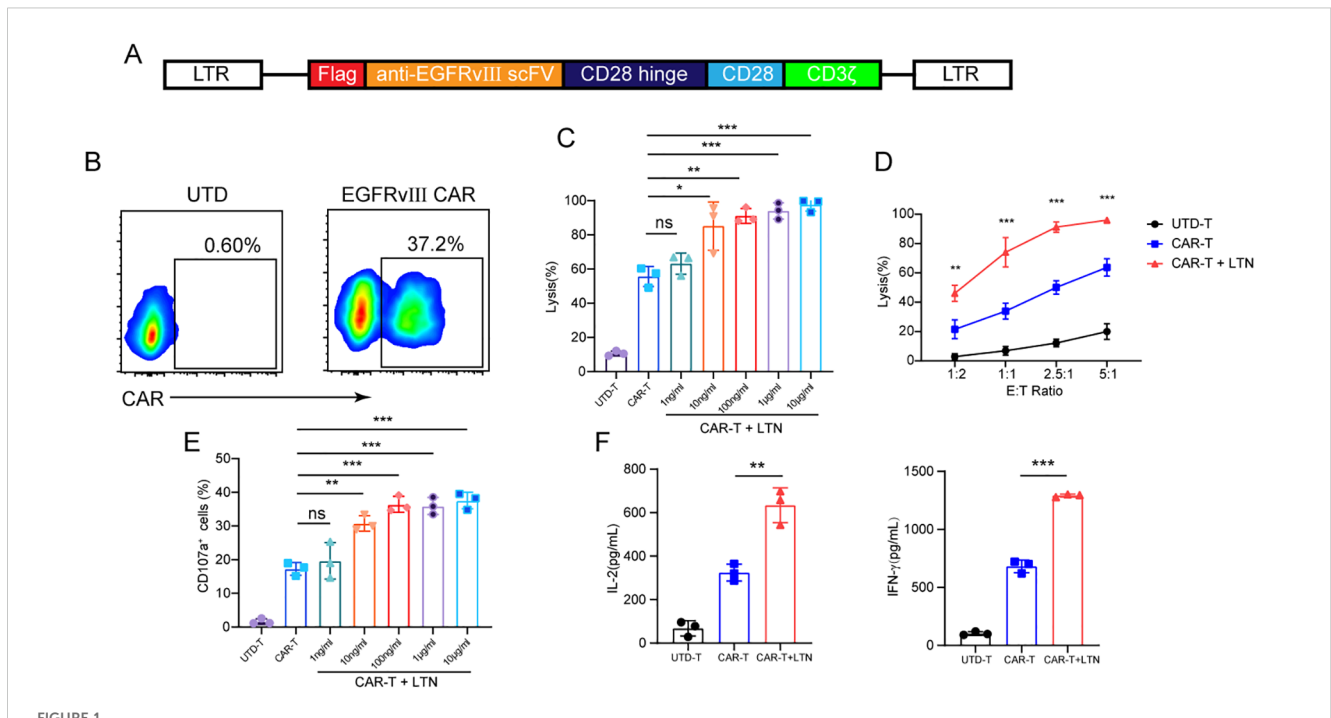 A
LTR
Flag
anti-EGFRvIII scFV
CD28 hinge
CD28
CD3ζ
LTR
B
UTD
0.60%
EGFRvIII CAR
37.2%
CAR
C
***
***
**
*
ns
100
80
60
40
20
0
Lysis(%)
UTD-T
CAR-T
1ng/ml
10ng/ml
100ng/ml
1μg/ml
10μg/ml
CAR-T + LTN
D
100
80
60
40
20
0
Lysis(%)
**
***
***
***
1:2
1:1
2.5:1
5:1
E:T Ratio
UTD-T
CAR-T
CAR-T + LTN
E
***
***
***
**
ns
50
40
30
20
10
0
CD107a⁺ cells (%)
UTD-T
CAR-T
1ng/ml
10ng/ml
100ng/ml
1μg/ml
10μg/ml
CAR-T + LTN
F
800
600
400
200
0
IL-2(pg/mL)
**
UTD-T
CAR-T
CAR-T+LTN
1500
1000
500
0
IFN-γ(pg/mL)
***
UTD-T
CAR-T
CAR-T+LTN
FIGURE 1